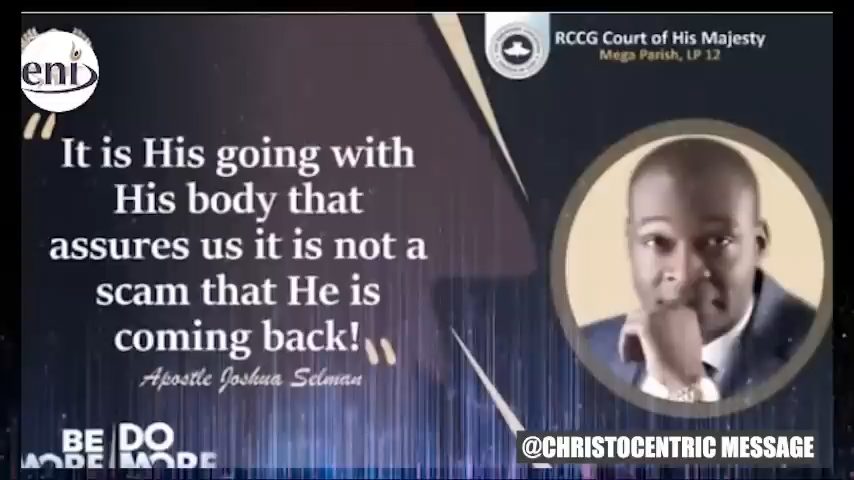 eni
RCCG Court of His Majesty
Mega Parish, LP 12
“
It is His going with
His body that
assures us it is not a
scam that He is
coming back!”
Apostle Joshua Selman
BE DO
MORE MORE
@CHRISTOCENTRIC MESSAGE